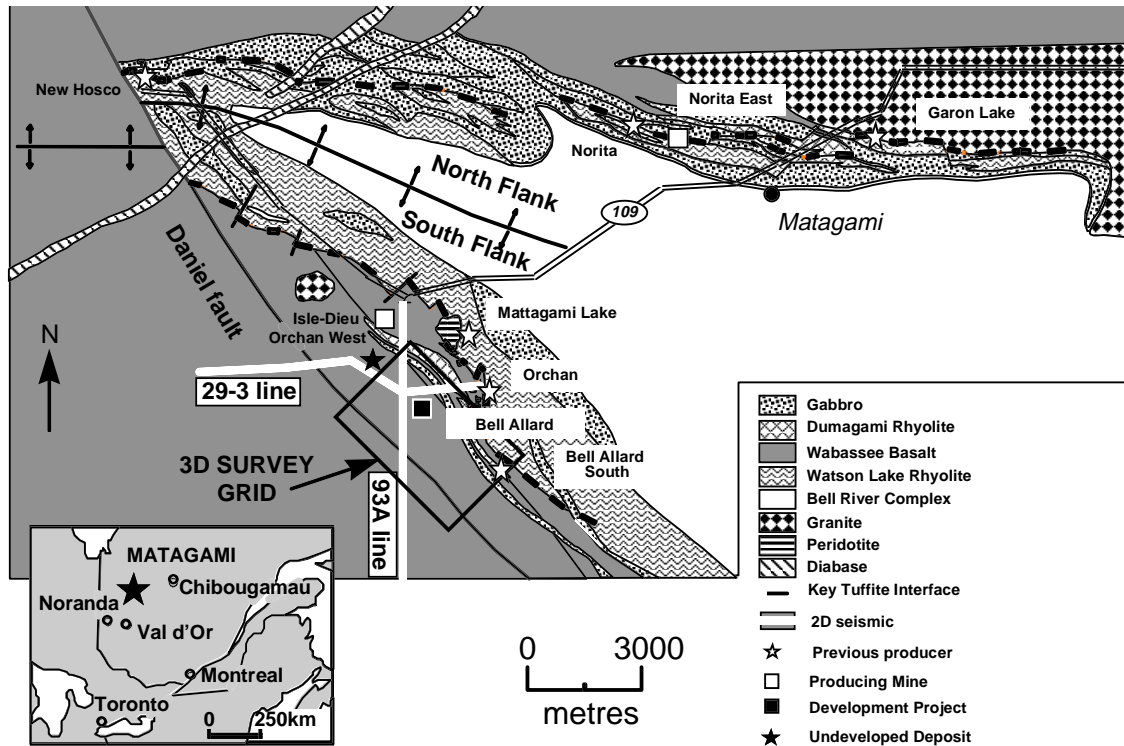 New Hosco
Norita East
Garon Lake
Norita
North Flank
South Flank
109
Matagami
Daniel fault
Isle-Dieu
Orchan West
Mattagami Lake
N
29-3 line
Orchan
Bell Allard
Bell Allard
South
3D SURVEY
GRID
93A line
Gabbro
Dumagami Rhyolite
Wabassee Basalt
Watson Lake Rhyolite
Bell River Complex
Granite
Peridotite
Diabase
Key Tuffite Interface
2D seismic
Previous producer
Producing Mine
Development Project
Undeveloped Deposit
MATAGAMI
Chibougamau
Noranda
Val d'Or
Montreal
Toronto
0 250km
0 3000
metres